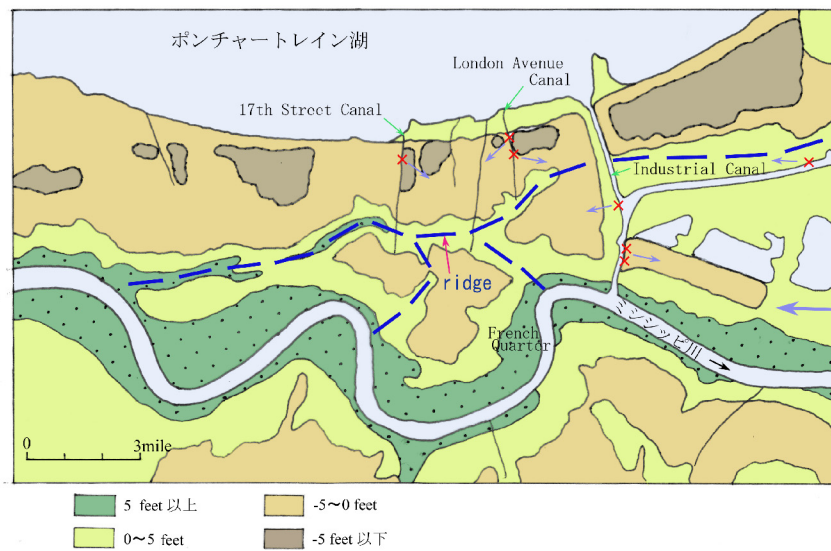 ポンチャートレイン湖
London Avenue
Canal
17th Street Canal
Industrial Canal
ridge
French
Quarter
ミシシッピ川
0
3mile
5 feet 以上
-5〜0 feet
0〜5 feet
-5 feet 以下